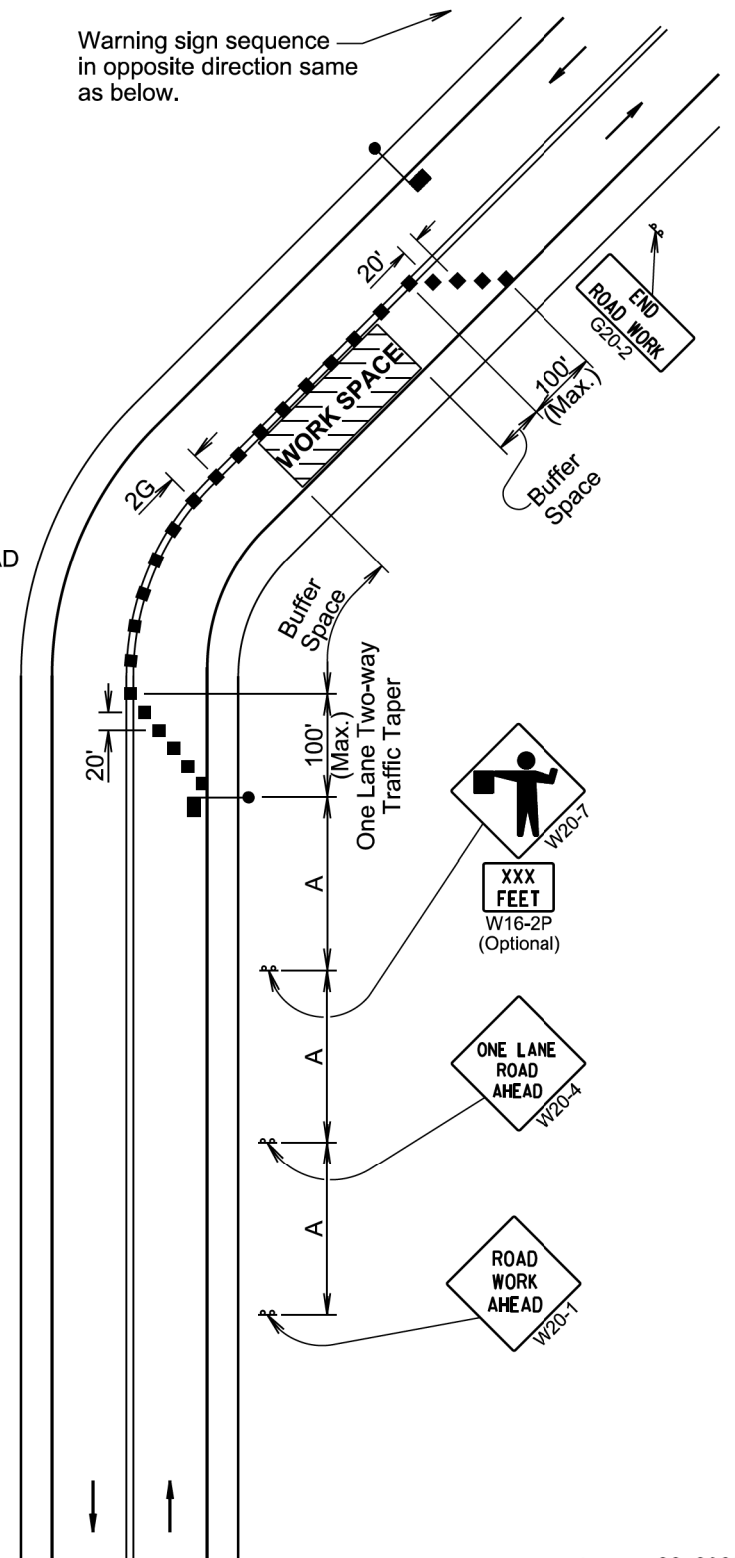 Warning sign sequence
in opposite direction same
as below.
20'
END
ROAD WORK
G20-2
100'
(Max.)
WORK SPACE
Buffer
Space
2G
AD
Buffer
Space
100'
(Max.)
One Lane Two-way
Traffic Taper
20'
W20-7
A
XXX
FEET
W16-2P
(Optional)
A
ONE LANE
ROAD
AHEAD
W20-4
A
ROAD
WORK
AHEAD
W20-1